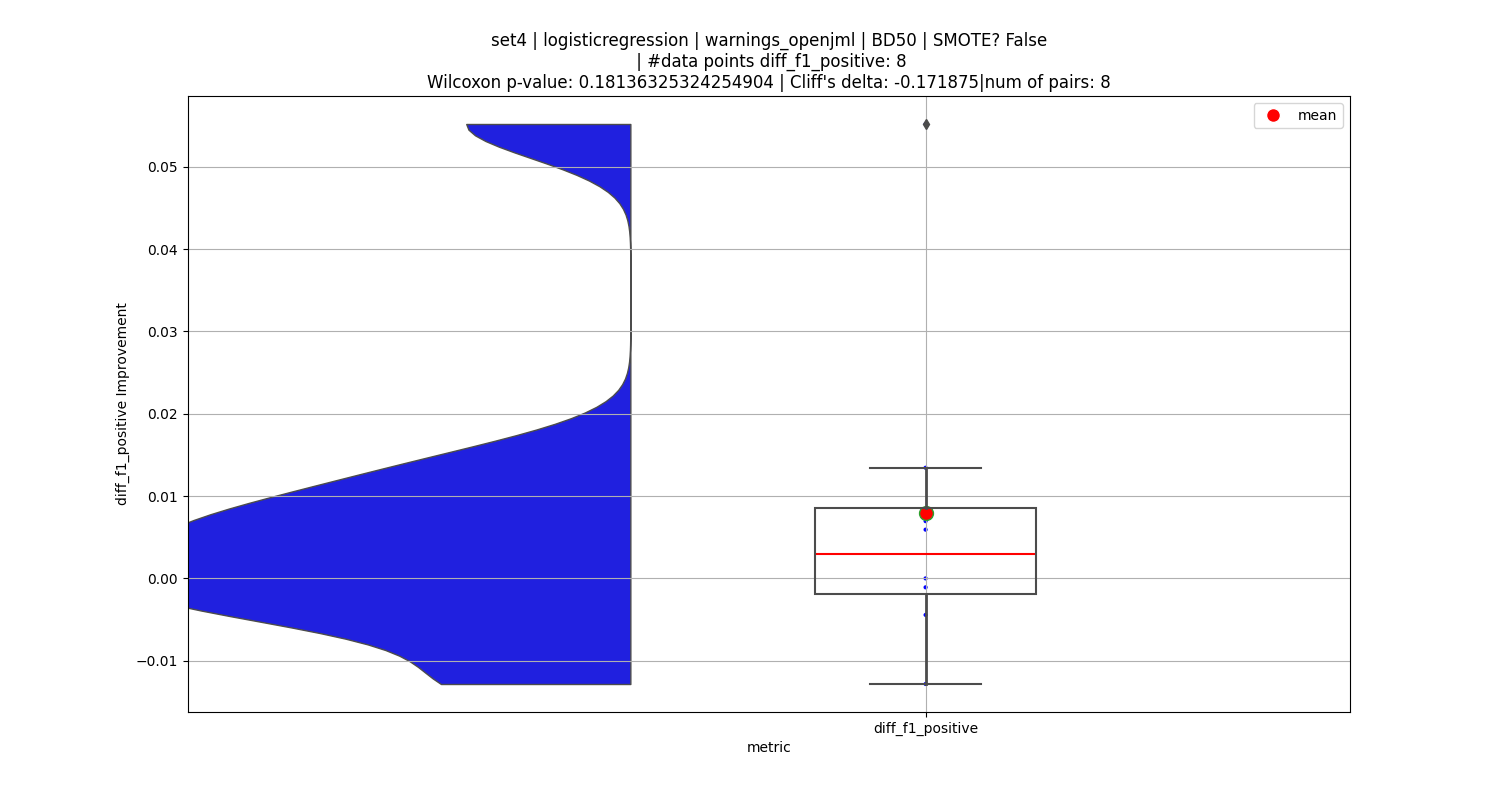 set4 | logisticregression | warnings_openjml | BD50 | SMOTE? False
| #data points diff_f1_positive: 8
Wilcoxon p-value: 0.18136325324254904 | Cliff's delta: -0.171875|num of pairs: 8
mean
0.05
0.04
0.03
0.02
0.01
0.00
−0.01
diff_f1_positive Improvement
diff_f1_positive
metric